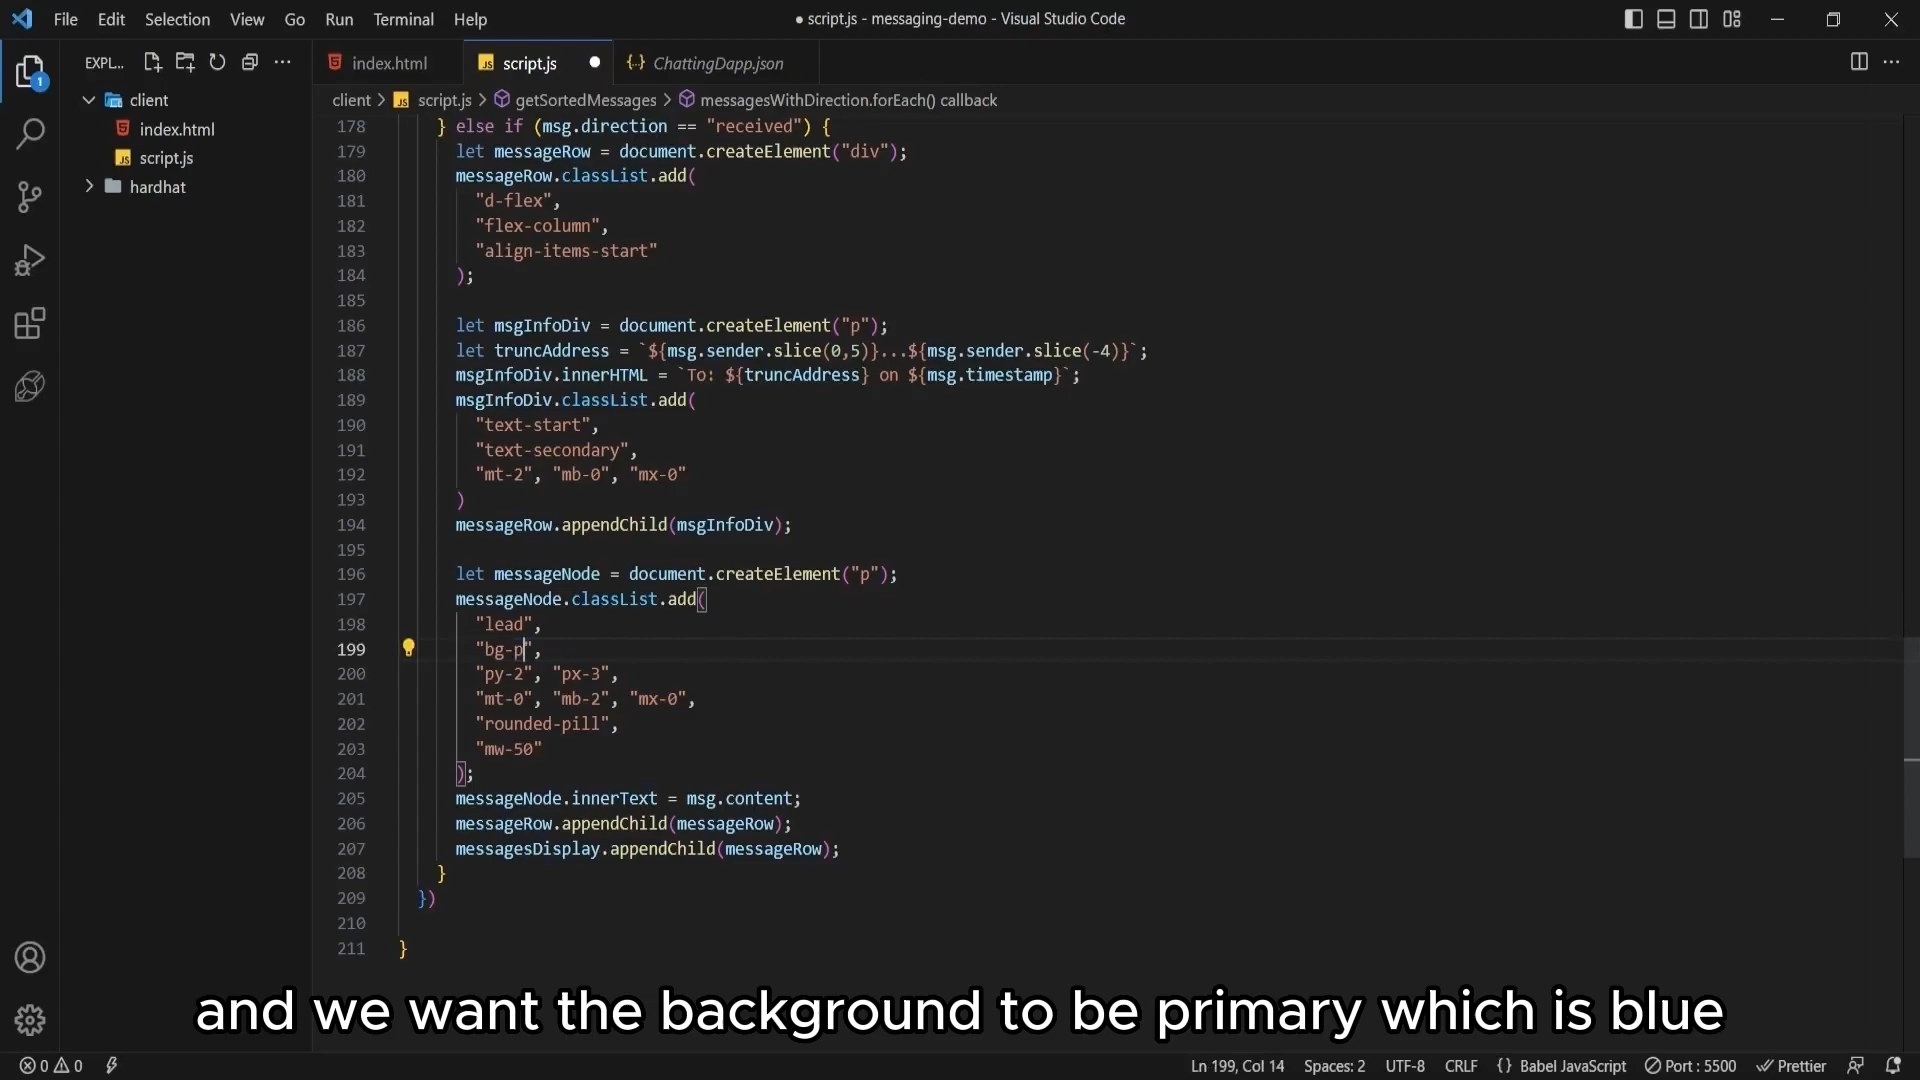 File Edit Selection View Go Run Terminal Help
● script.js - messaging-demo - Visual Studio Code
EXPL...
index.html
script.js
ChattingDapp.json
client
index.html
script.js
hardhat
1
client > script.js > getSortedMessages > messagesWithDirection.forEach() callback
178 } else if (msg.direction == "received") {
179 let messageRow = document.createElement("div");
180 messageRow.classList.add(
181 "d-flex",
182 "flex-column",
183 "align-items-start"
184 );
185
186 let msgInfoDiv = document.createElement("p");
187 let truncAddress = `${msg.sender.slice(0,5)}...${msg.sender.slice(-4)}`;
188 msgInfoDiv.innerHTML = `To: ${truncAddress} on ${msg.timestamp}`;
189 msgInfoDiv.classList.add(
190 "text-start",
191 "text-secondary",
192 "mt-2", "mb-0", "mx-0"
193 )
194 messageRow.appendChild(msgInfoDiv);
195
196 let messageNode = document.createElement("p");
197 messageNode.classList.add(
198 "lead",
199 "bg-p",
200 "py-2", "px-3",
201 "mt-0", "mb-2", "mx-0",
202 "rounded-pill",
203 "mw-50"
204 );
205 messageNode.innerText = msg.content;
206 messageRow.appendChild(messageRow);
207 messagesDisplay.appendChild(messageRow);
208 }
209 })
210
211 }
and we want the background to be primary which is blue
0 0
Ln 199, Col 14 Spaces: 2 UTF-8 CRLF {} Babel JavaScript Port : 5500 Prettier